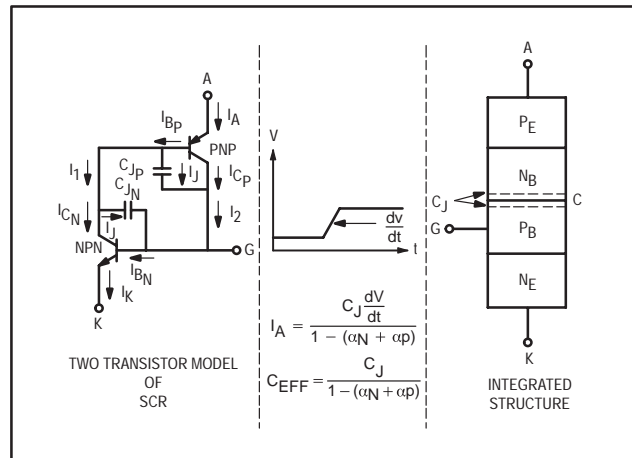 A
I_A
I_BP
PNP
C_JP
I_J
I_CP
I_1
C_JN
I_CN
I_J
I_2
NPN
G
I_BN
I_K
K
TWO TRANSISTOR MODEL
OF
SCR
V
dv
dt
t
I_A = C_J dV/dt / 1 − (αN + αp)
C_EFF = C_J / 1 − (αN + αp)
A
P_E
N_B
C_J
C
G
P_B
N_E
K
INTEGRATED
STRUCTURE